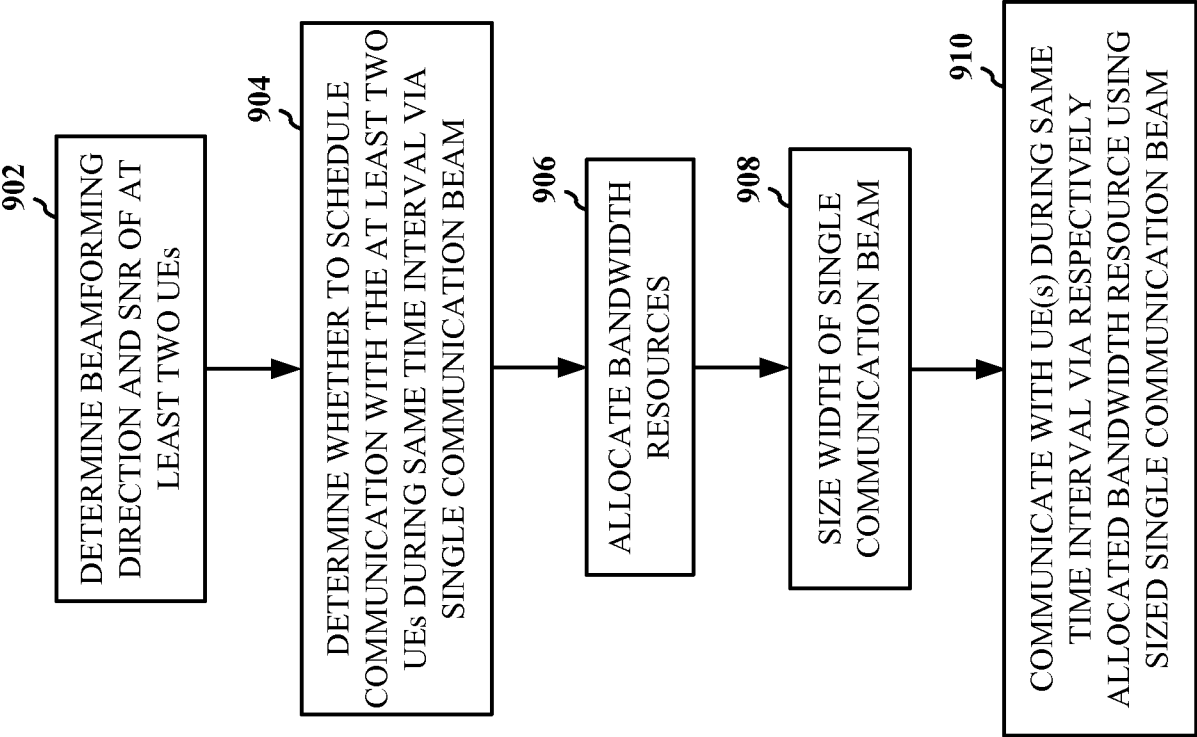 902
DETERMINE BEAMFORMING
DIRECTION AND SNR OF AT
LEAST TWO UEs
904
DETERMINE WHETHER TO SCHEDULE
COMMUNICATION WITH THE AT LEAST TWO
UEs DURING SAME TIME INTERVAL VIA
SINGLE COMMUNICATION BEAM
906
ALLOCATE BANDWIDTH
RESOURCES
908
SIZE WIDTH OF SINGLE
COMMUNICATION BEAM
910
COMMUNICATE WITH UE(s) DURING SAME
TIME INTERVAL VIA RESPECTIVELY
ALLOCATED BANDWIDTH RESOURCE USING
SIZED SINGLE COMMUNICATION BEAM